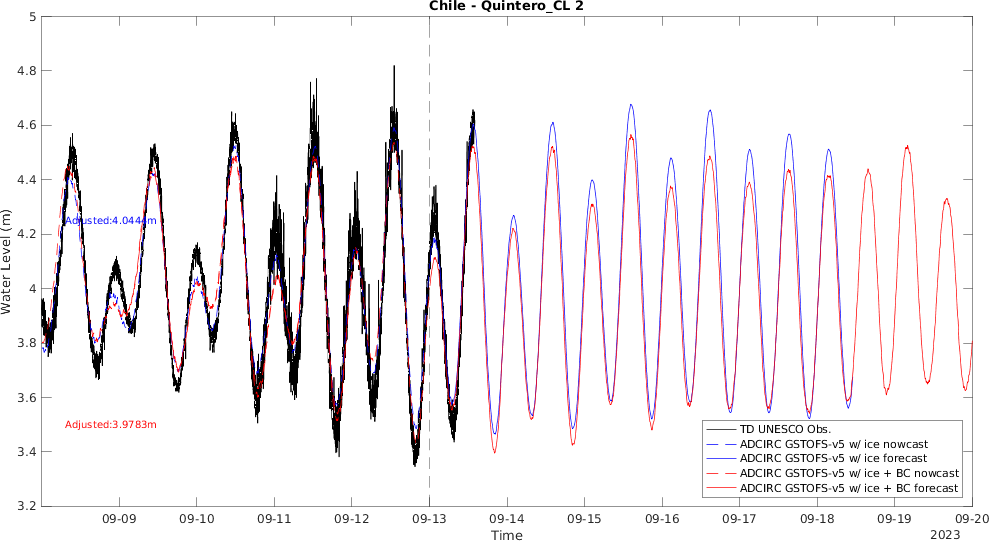 Chile - Quintero_CL 2
5
4.8
4.6
4.4
4.2
4
3.8
3.6
3.4
3.2
Water Level (m)
Adjusted:4.0444m
Adjusted:3.9783m
TD UNESCO Obs.
ADCIRC GSTOFS-v5 w/ ice nowcast
ADCIRC GSTOFS-v5 w/ ice forecast
ADCIRC GSTOFS-v5 w/ ice + BC nowcast
ADCIRC GSTOFS-v5 w/ ice + BC forecast
09-09 09-10 09-11 09-12 09-13 09-14 09-15 09-16 09-17 09-18 09-19 09-20
Time
2023